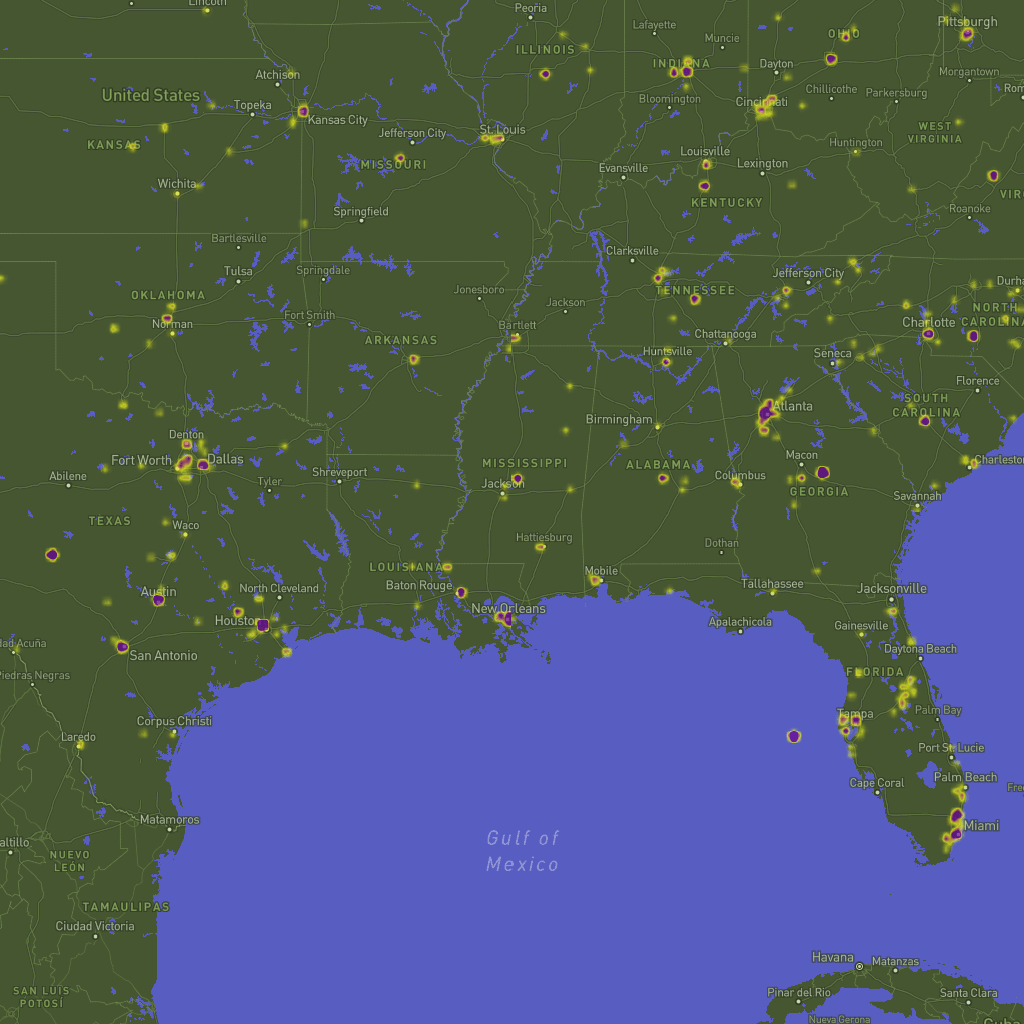 Lincoln
Peoria
Lafayette
Muncie
OHIO
Pittsburgh
ILLINOIS
INDIANA
Dayton
Morgantown
Atchison
United States
Topeka
Kansas City
Bloomington
Cincinnati
Chillicothe
Parkersburg
St. Louis
Jefferson City
KANSAS
WEST
VIRGINIA
Huntington
MISSOURI
Louisville
Lexington
Evansville
Wichita
KENTUCKY
Springfield
Roanoke
Bartlesville
Clarksville
Tulsa
Springdale
Jefferson City
OKLAHOMA
Jonesboro
Jackson
TENNESSEE
NORTH
CAROLINA
Norman
Fort Smith
Bartlett
Charlotte
ARKANSAS
Chattanooga
Huntsville
Seneca
Florence
SOUTH
CAROLINA
Atlanta
Birmingham
Denton
Fort Worth
Dallas
Abilene
Tyler
Shreveport
MISSISSIPPI
Jackson
ALABAMA
Columbus
Macon
GEORGIA
Charleston
Savannah
TEXAS
Waco
Hattiesburg
Dothan
LOUISIANA
Mobile
Baton Rouge
Tallahassee
Jacksonville
Austin
North Cleveland
Houston
New Orleans
Apalachicola
Gainesville
San Antonio
Daytona Beach
Piedras Negras
FLORIDA
Corpus Christi
Tampa
Palm Bay
Laredo
Port St. Lucie
Cape Coral
Palm Beach
Matamoros
Miami
Gulf of
Mexico
NUEVO
LEÓN
TAMAULIPAS
Ciudad Victoria
Havana
Matanzas
SAN LUIS
POTOSÍ
Pinar del Río
Santa Clara
Nueva Gerona